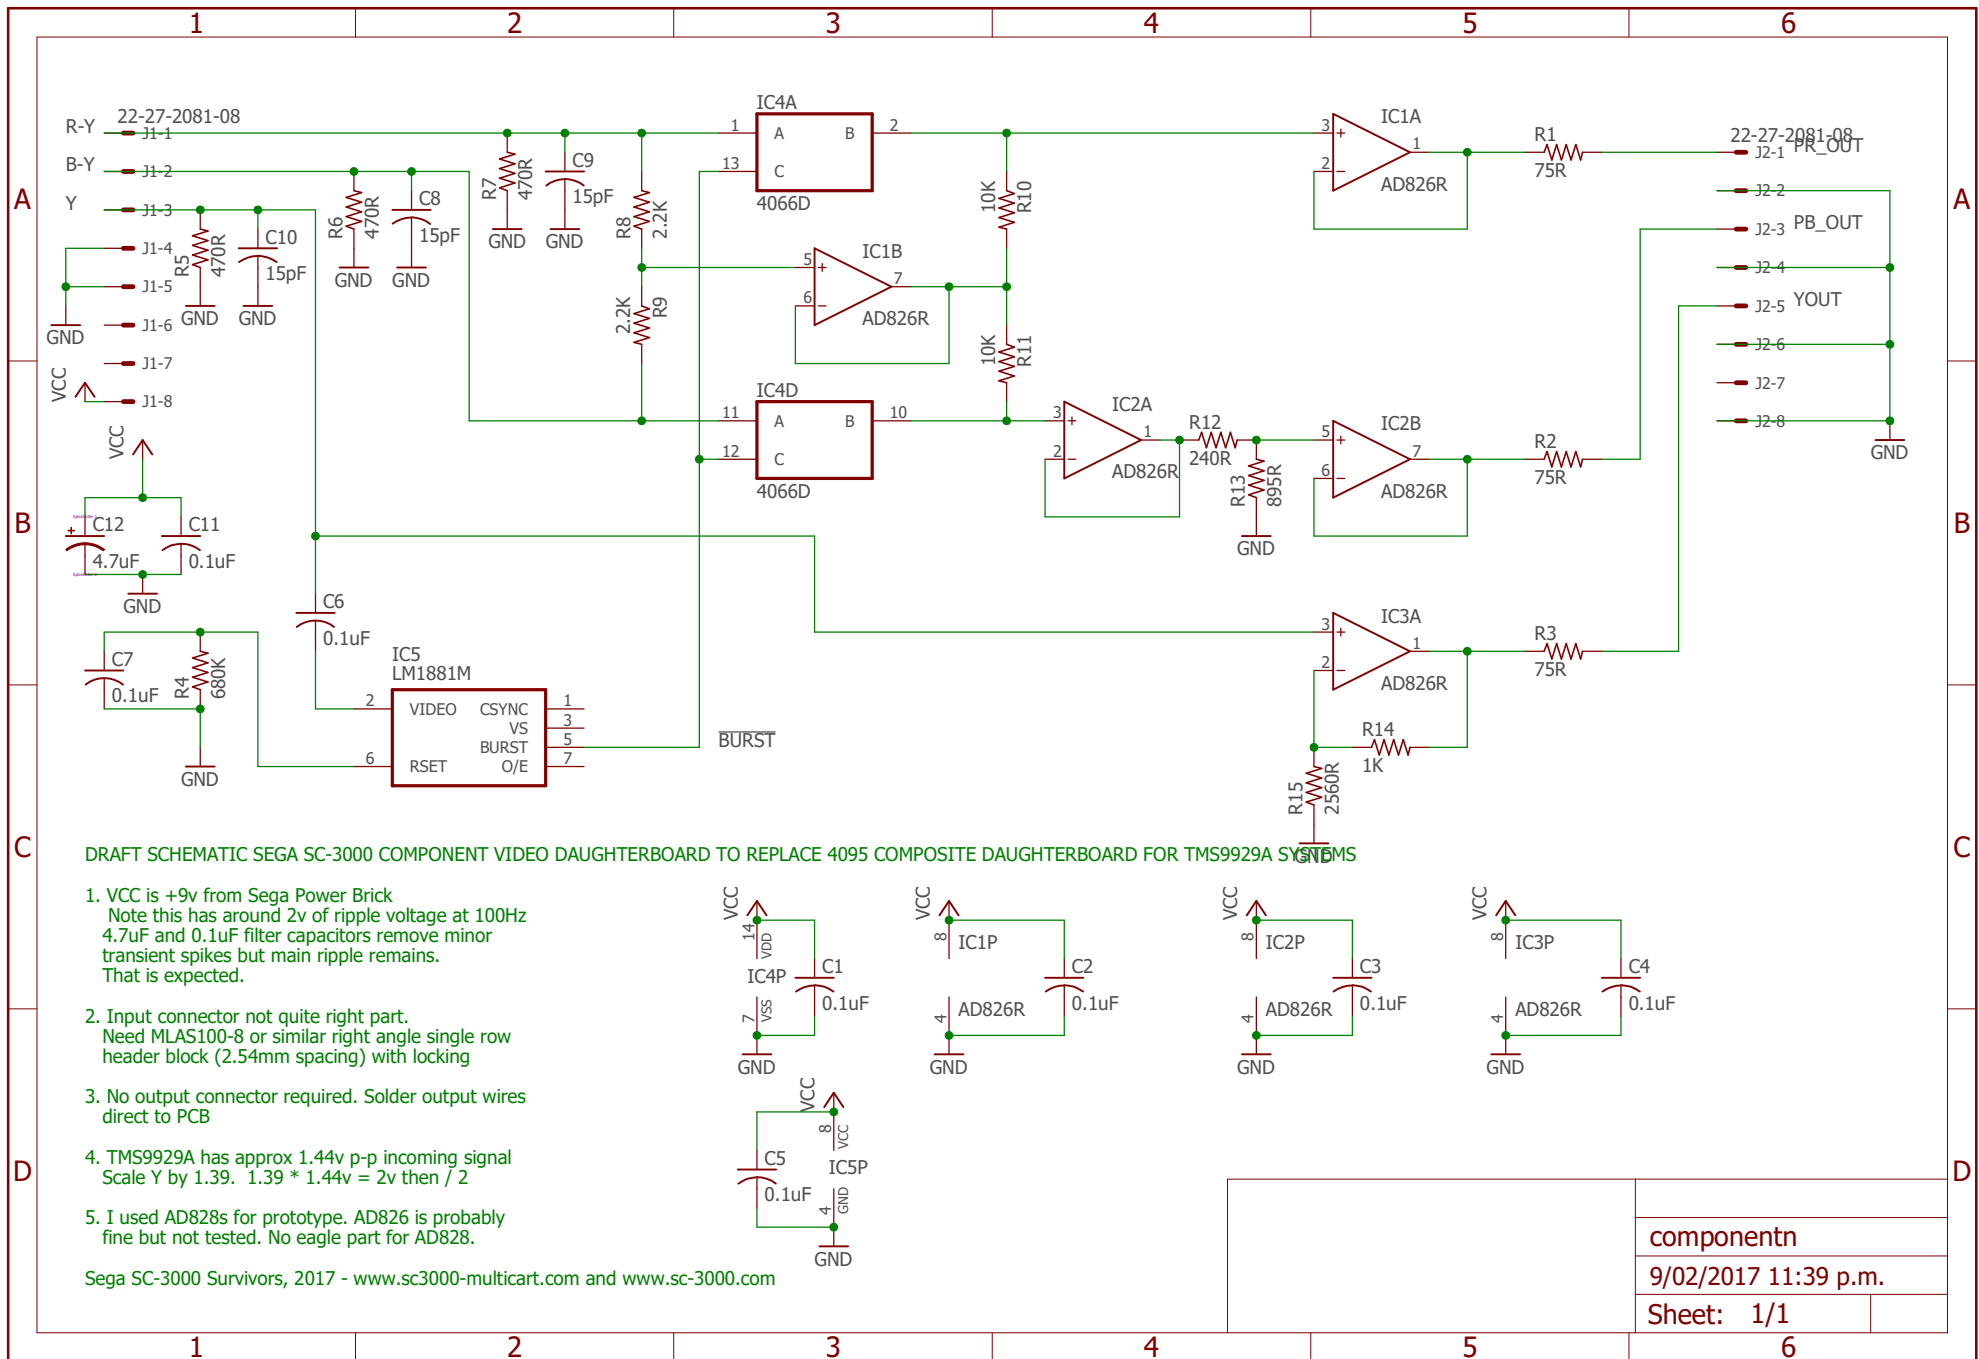 1 2 3 4 5 6
A
B
C
D
A
B
C
D
1 2 3 4 5 6
22-27-2081-08
R-Y J1-1
B-Y J1-2
Y J1-3
J1-4
J1-5
J1-6
J1-7
J1-8
GND
VCC
R5
470R
GND
C10
15pF
GND
R6
470R
GND
C8
15pF
GND
R7
470R
GND
C9
15pF
GND
R8
2.2K
2.2K
R9
IC4A
1 A B 2
13 C
4066D
IC1B
5 +
6 -
7
AD826R
IC4D
11 A B 10
12 C
4066D
10K
R10
10K
R11
IC1A
3 +
2 -
1
AD826R
R1
75R
IC2A
3 +
2 -
1
AD826R
R12
240R
R13
895R
GND
IC2B
5 +
6 -
7
AD826R
R2
75R
IC3A
3 +
2 -
1
AD826R
R3
75R
R14
1K
R15
2560R
GND
22-27-2081-08
J2-1 PR_OUT
J2-2
J2-3 PB_OUT
J2-4
J2-5 YOUT
J2-6
J2-7
J2-8
GND
VCC
+
C12
4.7uF
C11
0.1uF
GND
C7
0.1uF
R4
680K
GND
C6
0.1uF
IC5
LM1881M
2 VIDEO CSYNC 1
VS 3
BURST 5
6 RSET O/E 7
BURST
DRAFT SCHEMATIC SEGA SC-3000 COMPONENT VIDEO DAUGHTERBOARD TO REPLACE 4095 COMPOSITE DAUGHTERBOARD FOR TMS9929A SYSTEMS
1. VCC is +9v from Sega Power Brick
Note this has around 2v of ripple voltage at 100Hz
4.7uF and 0.1uF filter capacitors remove minor
transient spikes but main ripple remains.
That is expected.
2. Input connector not quite right part.
Need MLAS100-8 or similar right angle single row
header block (2.54mm spacing) with locking
3. No output connector required. Solder output wires
direct to PCB
4. TMS9929A has approx 1.44v p-p incoming signal
Scale Y by 1.39. 1.39 * 1.44v = 2v then / 2
5. I used AD828s for prototype. AD826 is probably
fine but not tested. No eagle part for AD828.
Sega SC-3000 Survivors, 2017 - www.sc3000-multicart.com and www.sc-3000.com
VCC
14
VDD
IC4P
7
VSS
GND
C1
0.1uF
VCC
8
IC1P
4
AD826R
GND
C2
0.1uF
VCC
8
IC2P
4
AD826R
GND
C3
0.1uF
VCC
8
IC3P
4
AD826R
GND
C4
0.1uF
VCC
8
VCC
IC5P
4
GND
GND
C5
0.1uF
componentn
9/02/2017 11:39 p.m.
Sheet: 1/1